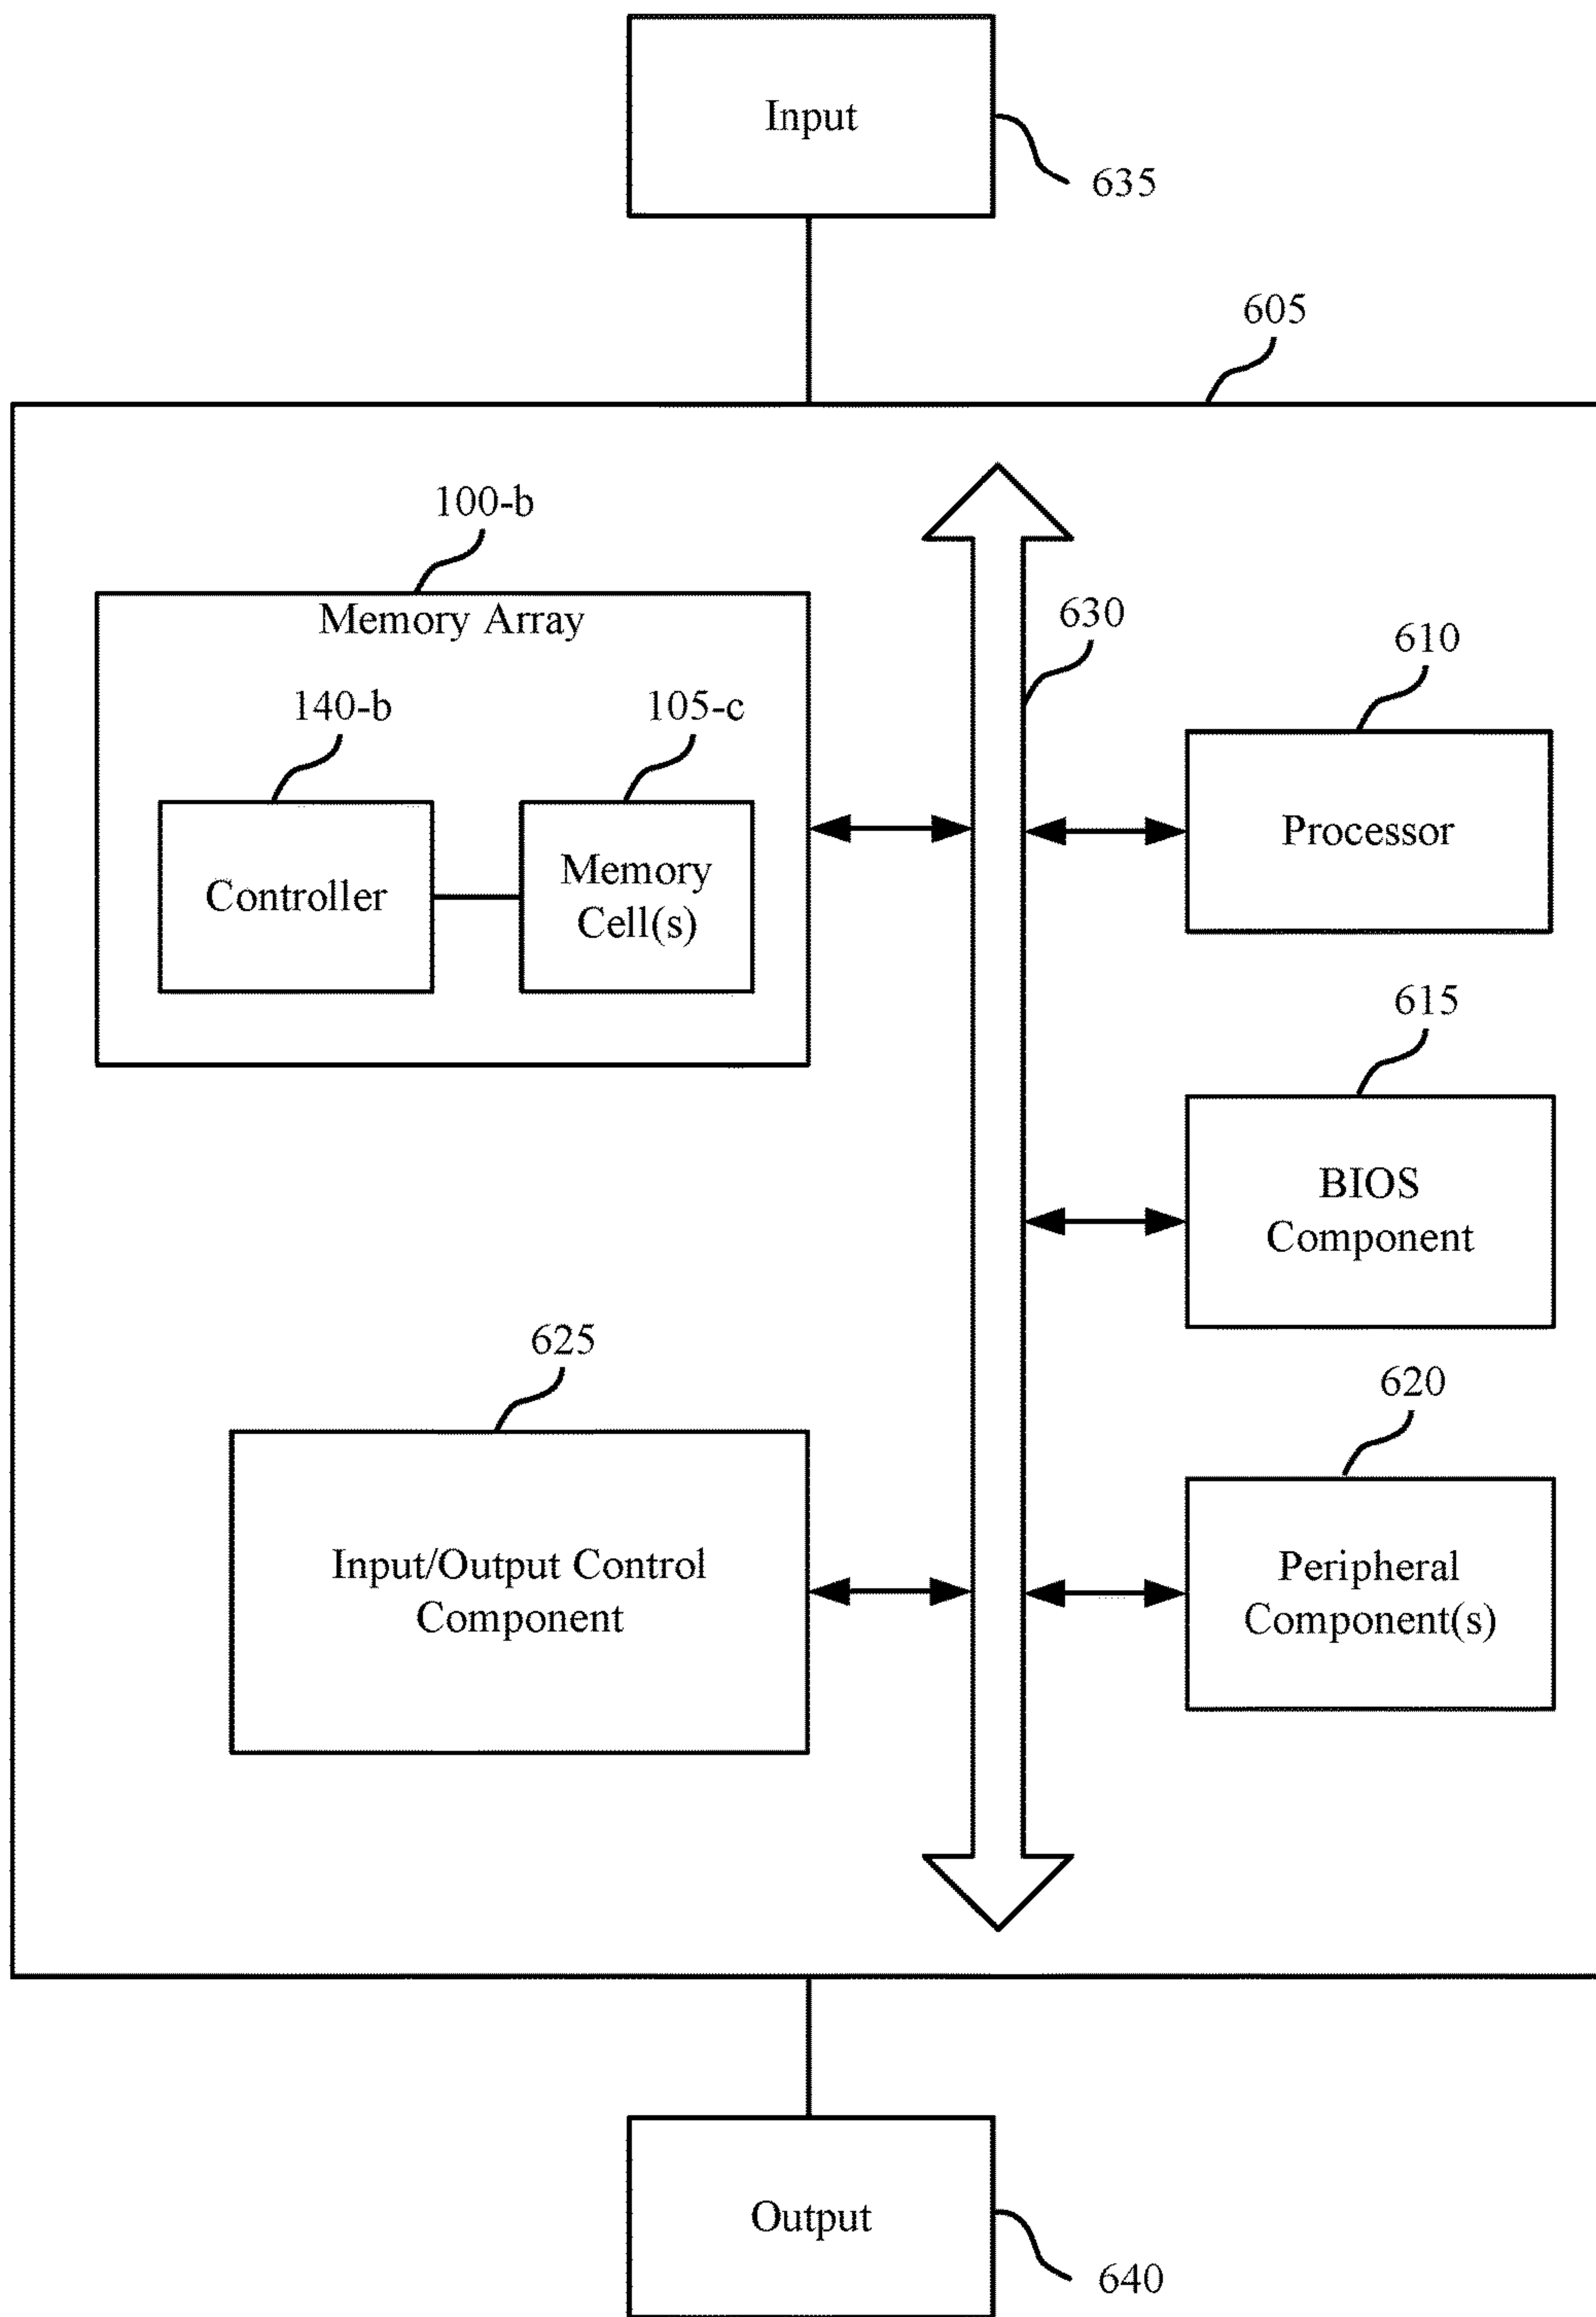 Input
635
605
100-b
Memory Array
630
610
140-b
105-c
Processor
Controller
Memory
Cell(s)
615
BIOS
Component
625
620
Input/Output Control
Component
Peripheral
Component(s)
Output
640